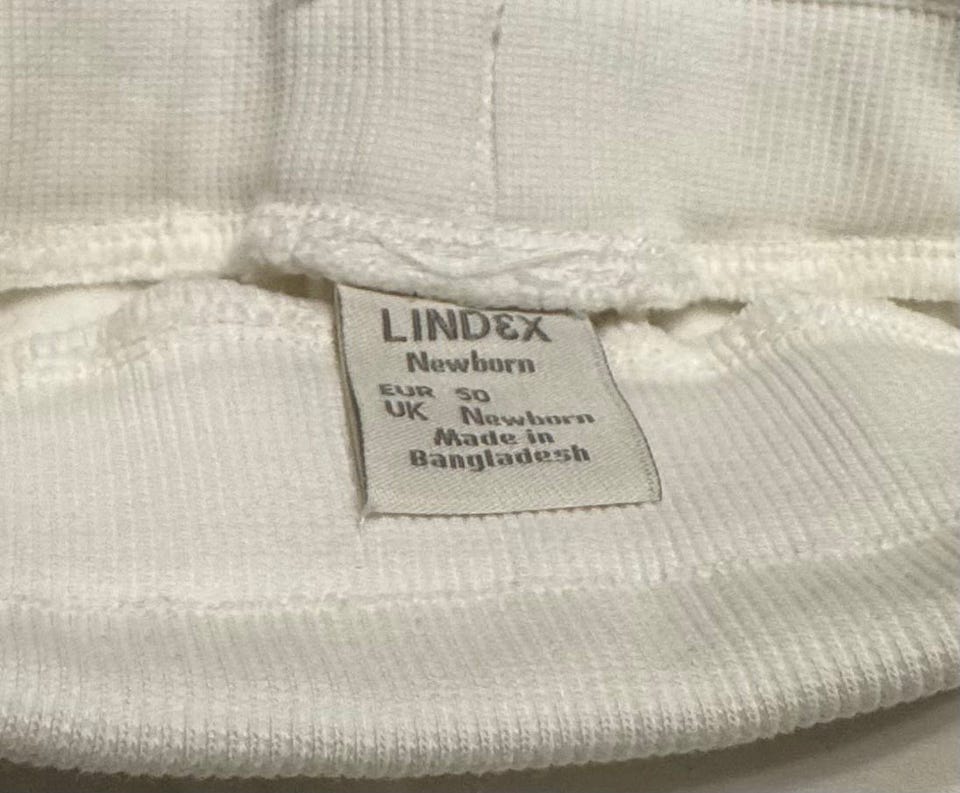 LINDEX
Newborn
EUR 50
UK Newborn
Made in
Bangladesh